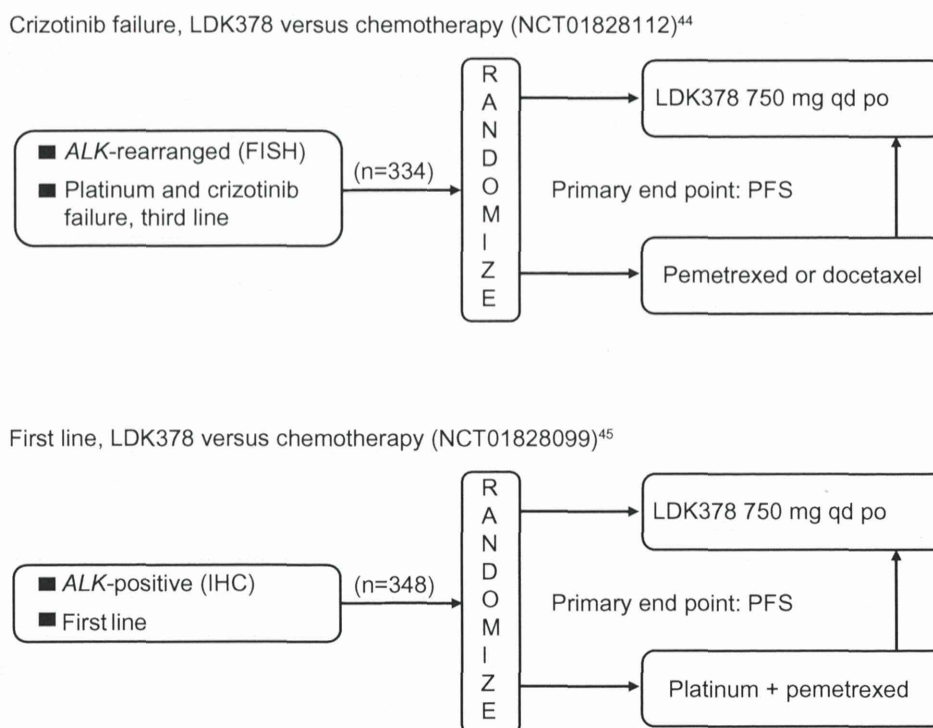 Crizotinib failure, LDK378 versus chemotherapy (NCT01828112)⁴⁴
■ ALK-rearranged (FISH)
■ Platinum and crizotinib
failure, third line
(n=334)
R
A
N
D
O
M
I
Z
E
LDK378 750 mg qd po
Primary end point: PFS
Pemetrexed or docetaxel
First line, LDK378 versus chemotherapy (NCT01828099)⁴⁵
■ ALK-positive (IHC)
■ First line
(n=348)
R
A
N
D
O
M
I
Z
E
LDK378 750 mg qd po
Primary end point: PFS
Platinum + pemetrexed